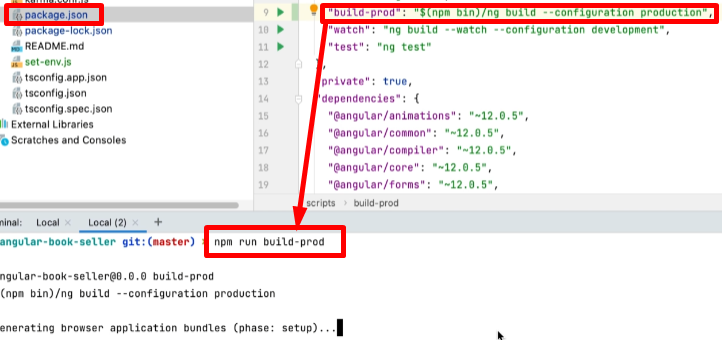 package.json
package-lock.json
README.md
set-env.js
tsconfig.app.json
tsconfig.json
tsconfig.spec.json
External Libraries
Scratches and Consoles
9 "build-prod": "$(npm bin)/ng build --configuration production",
10 "watch": "ng build --watch --configuration development",
11 "test": "ng test"
12 },
13 "private": true,
14 "dependencies": {
15 "@angular/animations": "~12.0.5",
16 "@angular/common": "~12.0.5",
17 "@angular/compiler": "~12.0.5",
18 "@angular/core": "~12.0.5",
19 "@angular/forms": "~12.0.5",
scripts › build-prod
minal: Local × Local (2) × +
angular-book-seller git:(master) npm run build-prod
ngular-book-seller@0.0.0 build-prod
(npm bin)/ng build --configuration production
enerating browser application bundles (phase: setup)...